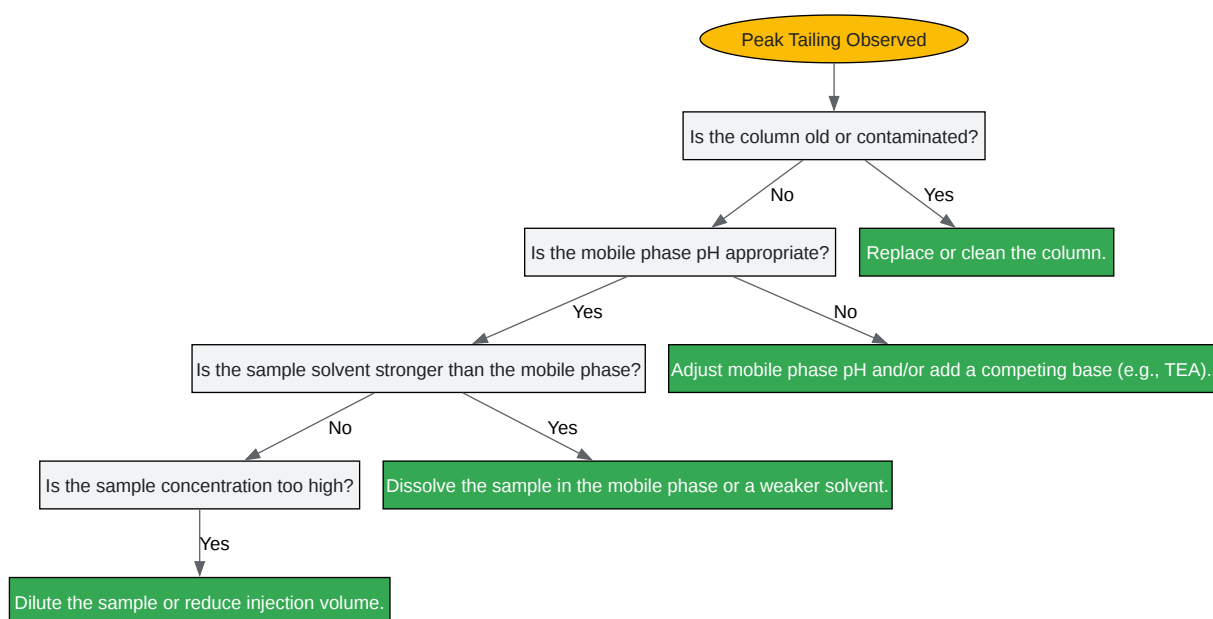 Peak Tailing Observed
Is the column old or contaminated?
No
Yes
Is the mobile phase pH appropriate?
Replace or clean the column.
Yes
No
Is the sample solvent stronger than the mobile phase?
Adjust mobile phase pH and/or add a competing base (e.g., TEA).
No
Yes
Is the sample concentration too high?
Dissolve the sample in the mobile phase or a weaker solvent.
Yes
Dilute the sample or reduce injection volume.